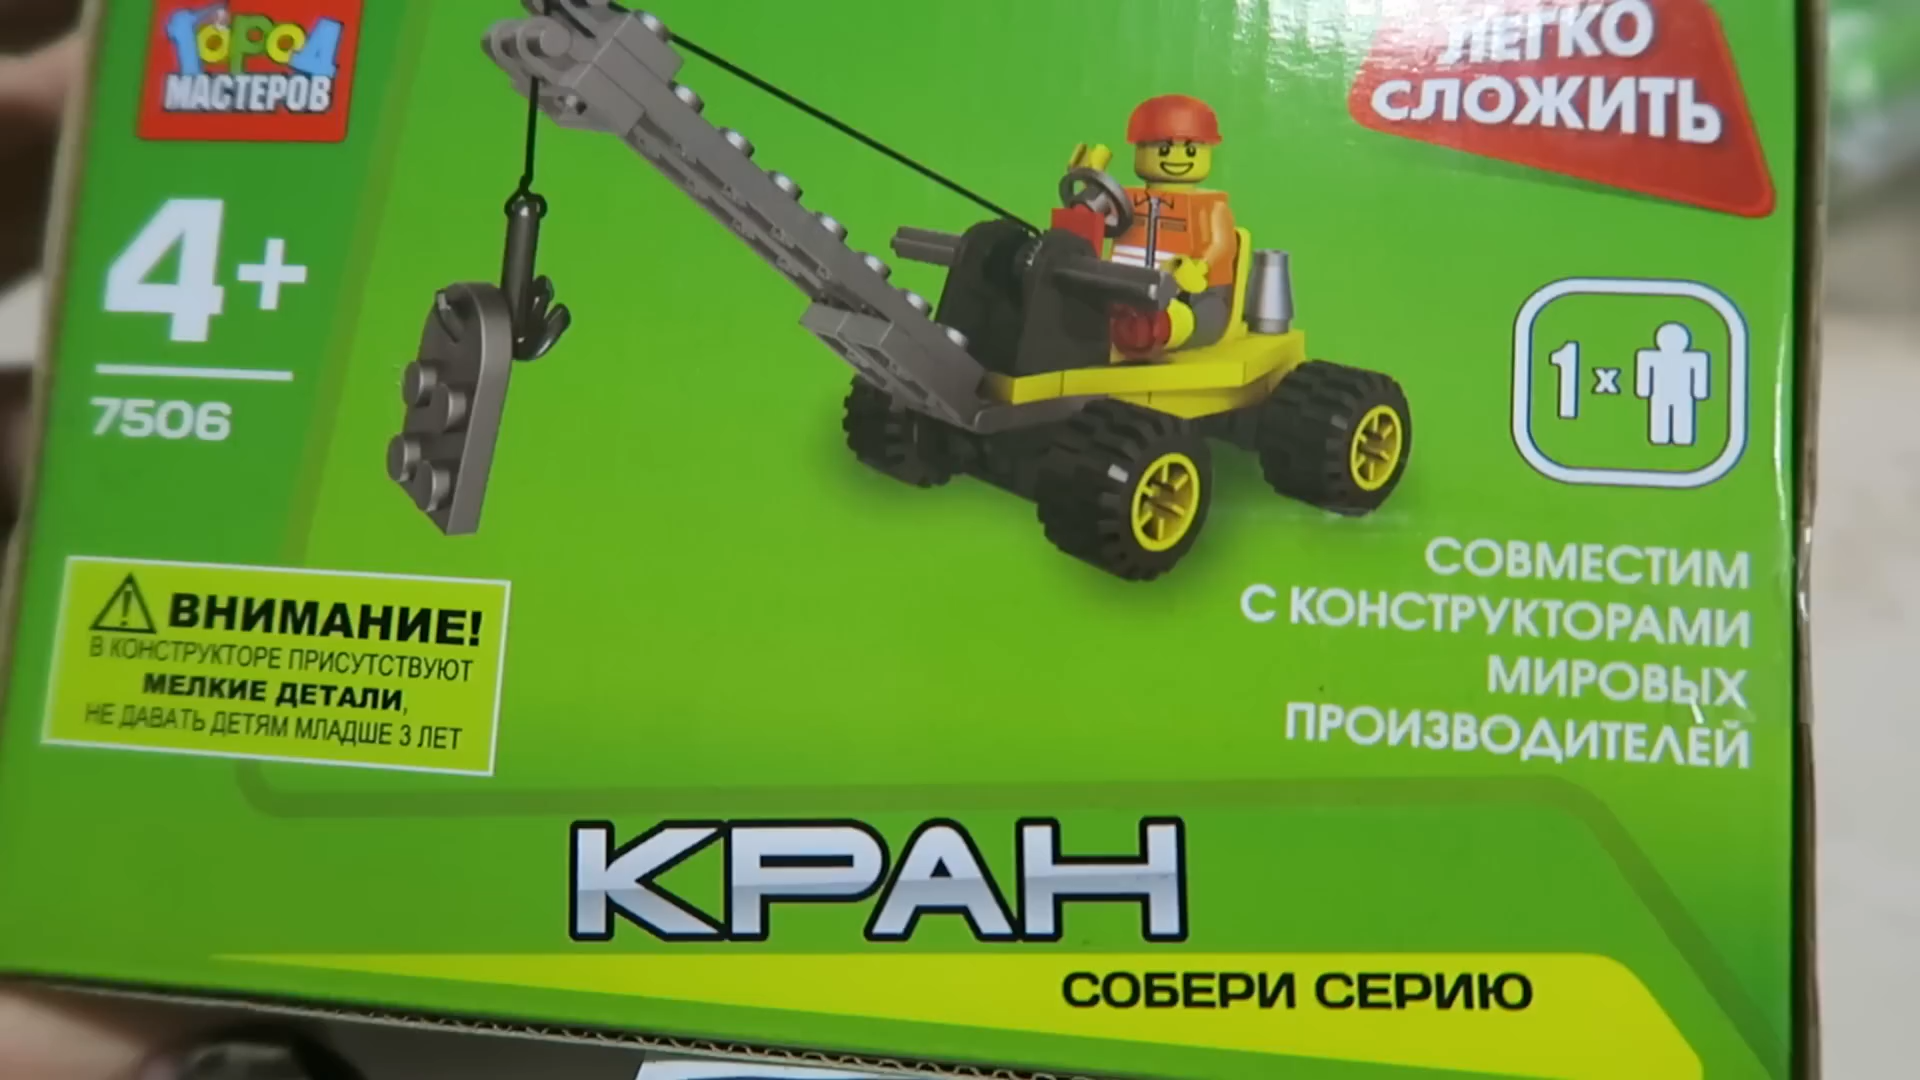 ГОРОД
МАСТЕРОВ
ЛЕГКО
СЛОЖИТЬ
4+
7506
1 x
СОВМЕСТИМ
С КОНСТРУКТОРАМИ
МИРОВЫХ
ПРОИЗВОДИТЕЛЕЙ
ВНИМАНИЕ!
В КОНСТРУКТОРЕ ПРИСУТСТВУЮТ
МЕЛКИЕ ДЕТАЛИ,
НЕ ДАВАТЬ ДЕТЯМ МЛАДШЕ 3 ЛЕТ
КРАН
СОБЕРИ СЕРИЮ